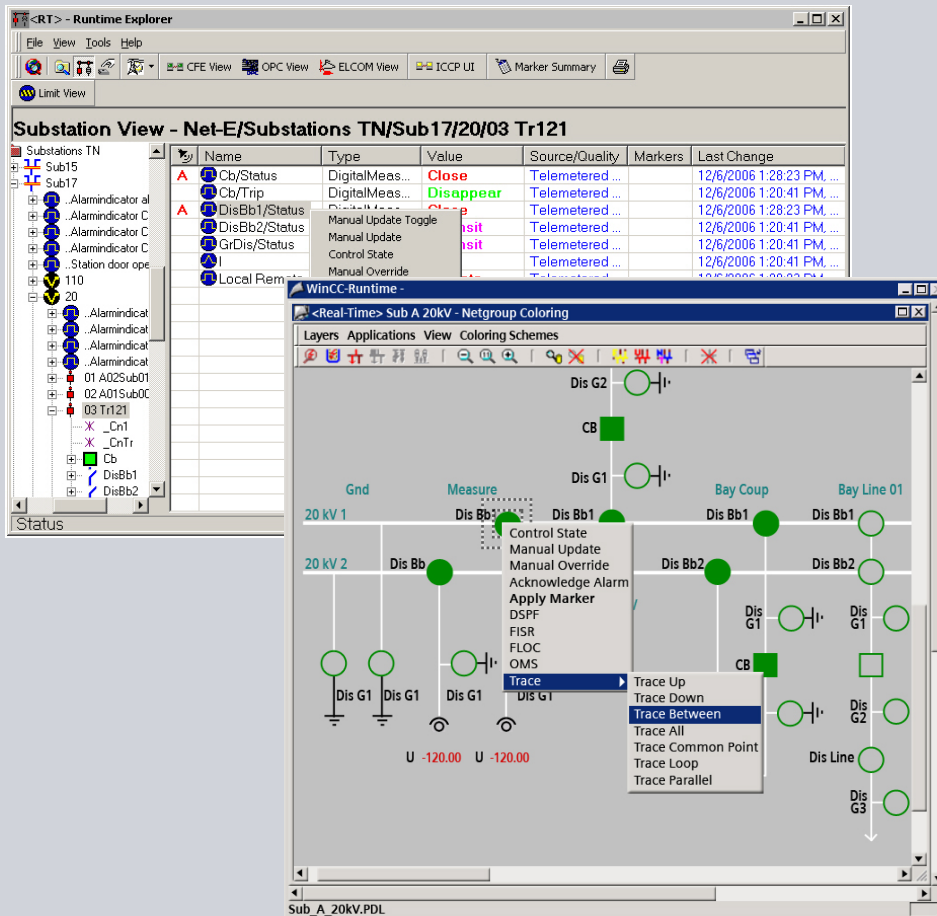 <RT> - Runtime Explorer
File View Tools Help
CFE View OPC View ELCOM View ICCP UI Marker Summary
Limit View
Substation View - Net-E/Substations TN/Sub17/20/03 Tr121
Substations TN
Sub15
Sub17
..Alarmindicator al
..Alarmindicator C
..Alarmindicator C
..Alarmindicator C
..Station door ope
110
20
..Alarmindicat
..Alarmindicat
..Alarmindicat
..Alarmindicat
01 A02Sub01
02 A01Sub00
03 Tr121
_Cn1
_CnTr
Cb
DisBb1
DisBb2
Status
Name Type Value Source/Quality Markers Last Change
A Cb/Status DigitalMeas... Close Telemetered ... 12/6/2006 1:28:23 PM, ...
Cb/Trip DigitalMeas... Disappear Telemetered ... 12/6/2006 1:20:41 PM, ...
A DisBb1/Status Telemetered ... 12/6/2006 1:28:23 PM, ...
DisBb2/Status nsit Telemetered ... 12/6/2006 1:20:41 PM, ...
GrDis/Status nsit Telemetered ... 12/6/2006 1:20:41 PM, ...
I Telemetered ... 12/6/2006 1:20:41 PM, ...
Local Rem
Manual Update Toggle
Manual Update
Control State
Manual Override
WinCC-Runtime -
<Real-Time> Sub A 20kV - Netgroup Coloring
Layers Applications View Coloring Schemes
Dis G2
CB
Dis G1
Gnd Measure Bay Coup Bay Line 01
20 kV 1 Dis Bb Dis Bb1 Dis Bb1 Dis Bb1
20 kV 2 Dis Bb Dis Bb2 Dis Bb2
Control State
Manual Update
Manual Override
Acknowledge Alarm
Apply Marker
DSPF
FISR
FLOC
OMS
Trace
Trace Up
Trace Down
Trace Between
Trace All
Trace Common Point
Trace Loop
Trace Parallel
Dis G1 Dis G1
CB
Dis G1 Dis G1 Dis G1 Dis G1
Dis G2
U -120.00 U -120.00
Dis Line
Dis G3
Sub_A_20kV.PDL